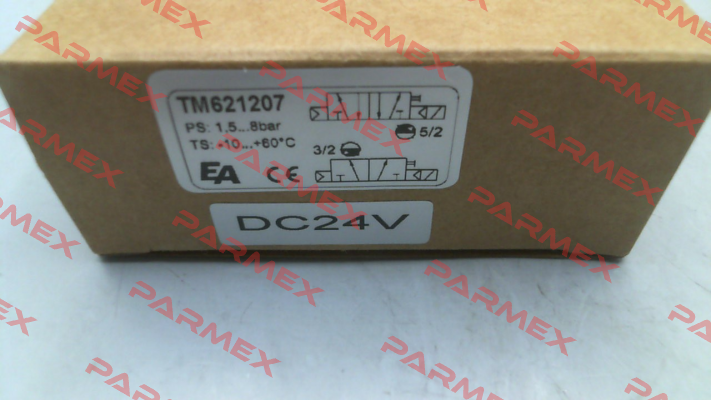 TM621207
PS: 1,5...8bar
TS: -10...+60°C
5/2
3/2
EA CE
DC24V
PARMEX